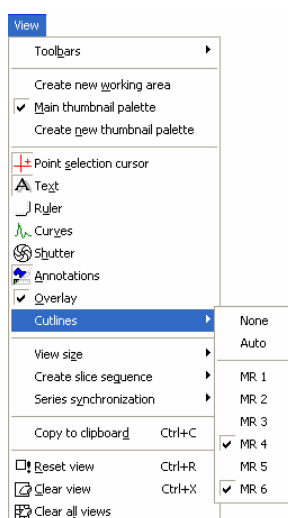 View
Toolbars
Create new working area
Main thumbnail palette
Create new thumbnail palette
Point selection cursor
Text
Ruler
Curves
Shutter
Annotations
Overlay
Cutlines
None
Auto
MR 1
MR 2
MR 3
MR 4
MR 5
MR 6
View size
Create slice sequence
Series synchronization
Copy to clipboard Ctrl+C
Reset view Ctrl+R
Clear view Ctrl+X
Clear all views